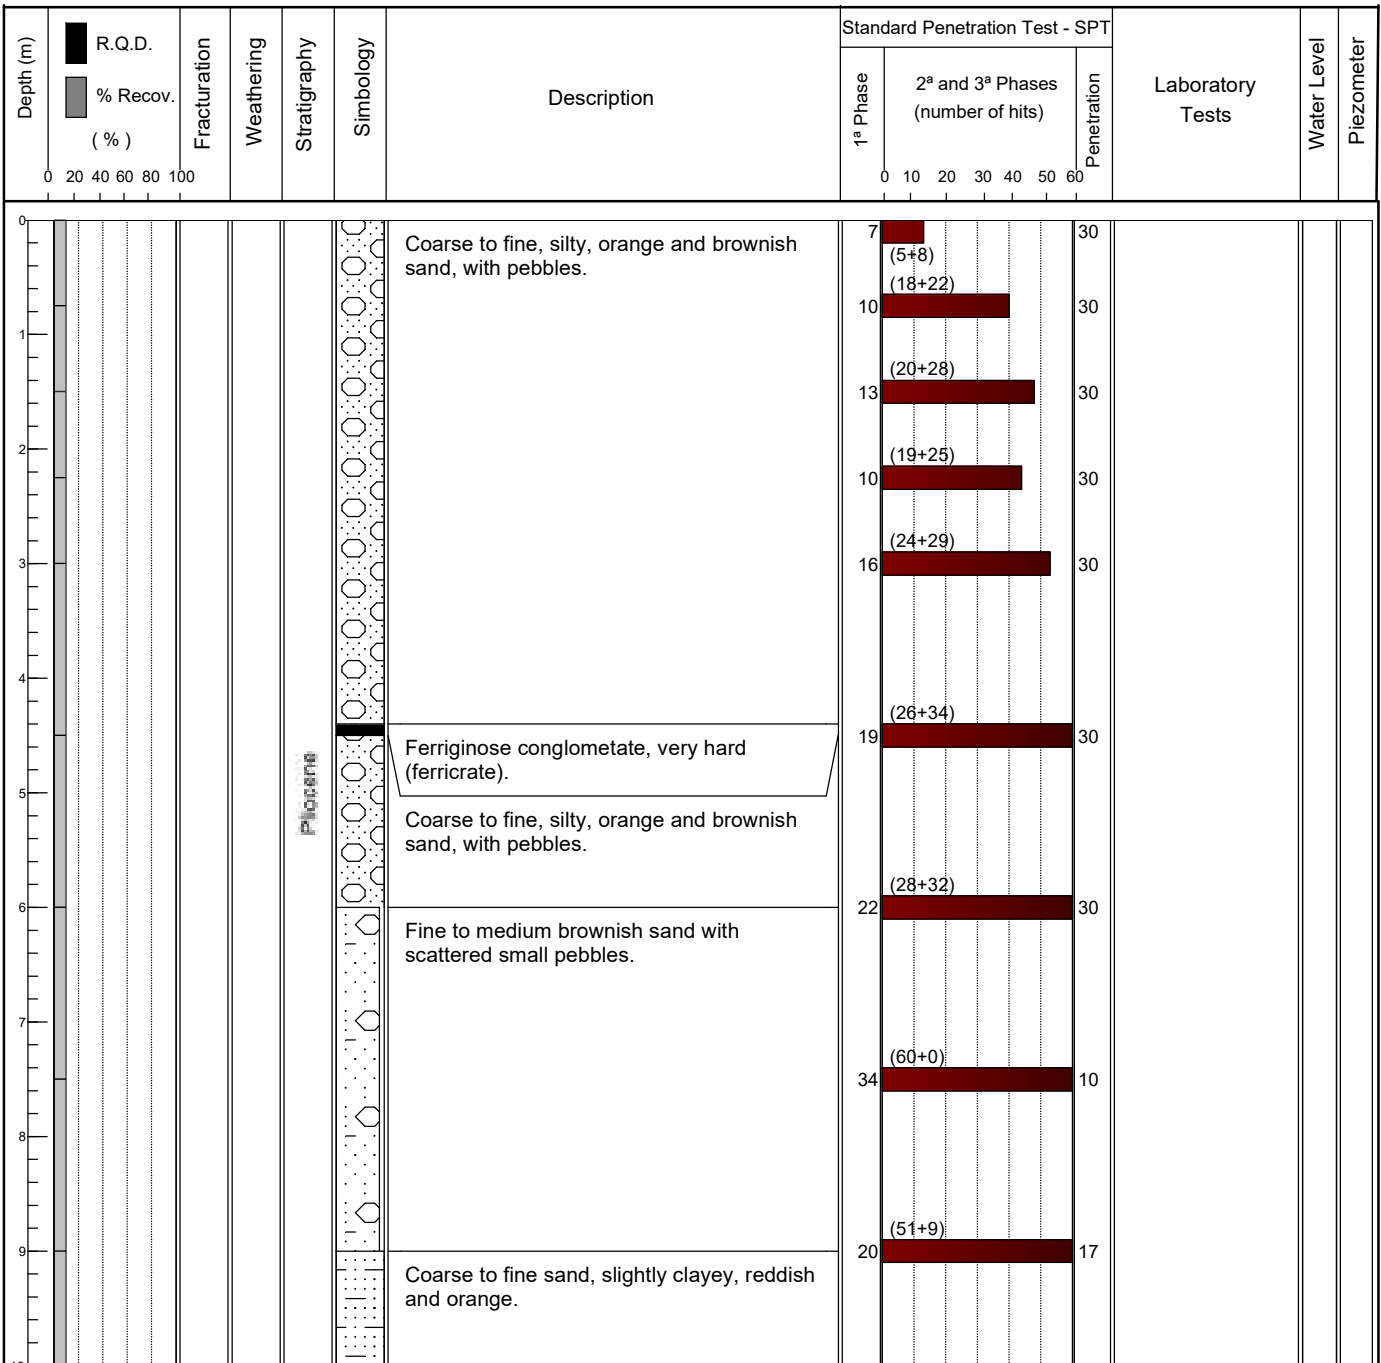 Depth (m)
R.Q.D.
% Recov.
( % )
0 20 40 60 80 100
Fracturation
Weathering
Stratigraphy
Simbology
Description
Standard Penetration Test - SPT
1ª Phase
2ª and 3ª Phases
(number of hits)
0 10 20 30 40 50 60
Penetration
Laboratory
Tests
Water Level
Piezometer
0
Coarse to fine, silty, orange and brownish
sand, with pebbles.
7 (5+8) 30
10 (18+22) 30
1
13 (20+28) 30
2
10 (19+25) 30
3
16 (24+29) 30
4
19 (26+34) 30
Ferriginose conglometate, very hard
(ferricrate).
Pliocene
5
Coarse to fine, silty, orange and brownish
sand, with pebbles.
6
22 (28+32) 30
Fine to medium brownish sand with
scattered small pebbles.
7
34 (60+0) 10
8
9
20 (51+9) 17
Coarse to fine sand, slightly clayey, reddish
and orange.